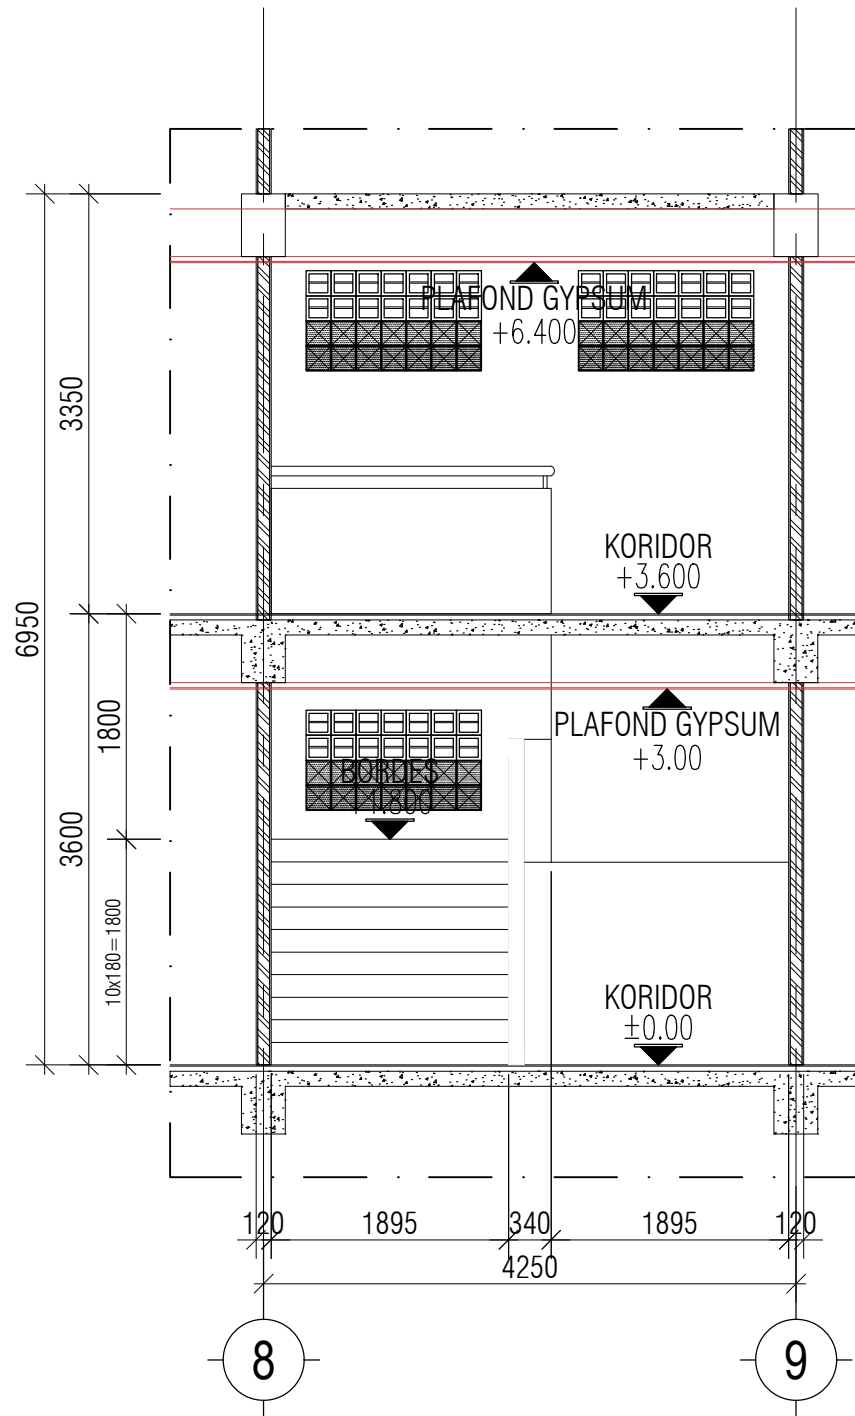 PLAFOND GYPSUM
+6.400
3350
KORIDOR
+3.600
6950
1800
PLAFOND GYPSUM
+3.00
BORDES
+1.800
3600
10x180=1800
KORIDOR
±0.00
120 1895 340 1895 120
4250
8 9